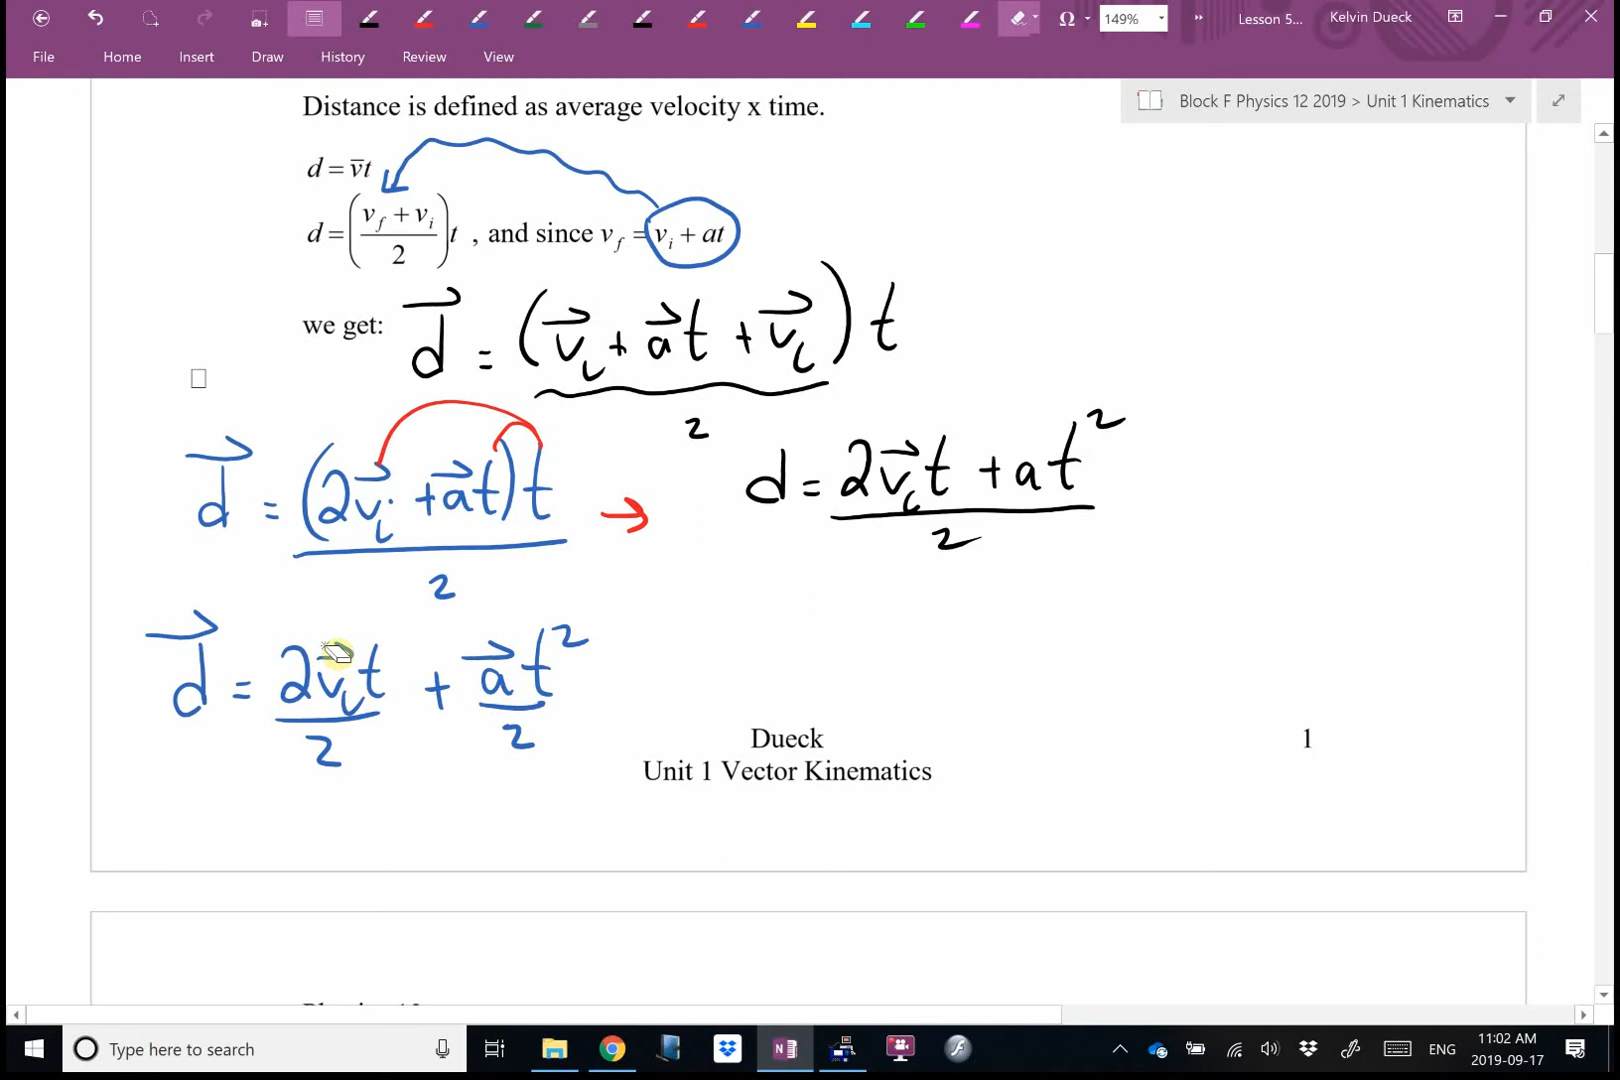 149%
Lesson 5...
Kelvin Dueck
File Home Insert Draw History Review View
Block F Physics 12 2019 > Unit 1 Kinematics
Distance is defined as average velocity x time.
d = v̅t
d = ((v_f + v_i)/2) t , and since v_f = v_i + at
we get: d⃗ = (v⃗_i + a⃗t + v⃗_i) t / 2
d⃗ = (2v⃗_i + a⃗t) t / 2 →
d = (2v⃗_i t + at²) / 2
d⃗ = 2v⃗_i t / 2 + a⃗t² / 2
Dueck
1
Unit 1 Vector Kinematics
Type here to search
ENG
11:02 AM
2019-09-17